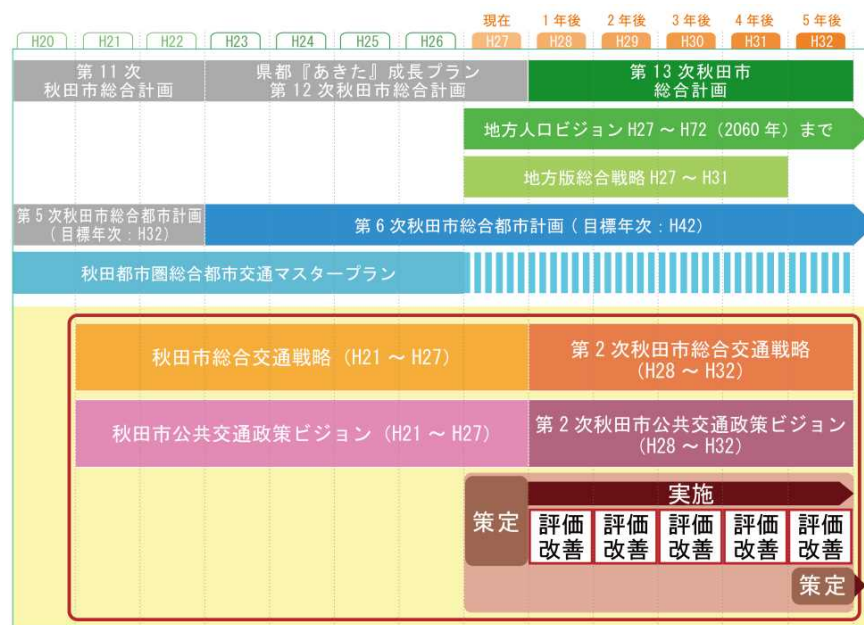 現在 1年後 2年後 3年後 4年後 5年後
H20 H21 H22 H23 H24 H25 H26 H27 H28 H29 H30 H31 H32
第11次
秋田市総合計画
県都『あきた』成長プラン
第12次秋田市総合計画
第13次秋田市
総合計画
地方人口ビジョン H27 ～ H72（2060年）まで
地方版総合戦略 H27 ～ H31
第5次秋田市総合都市計画
（目標年次：H32）
第6次秋田市総合都市計画（目標年次：H42）
秋田都市圏総合都市交通マスタープラン
秋田市総合交通戦略（H21 ～ H27）
第2次秋田市総合交通戦略
（H28 ～ H32）
秋田市公共交通政策ビジョン（H21 ～ H27）
第2次秋田市公共交通政策ビジョン
（H28 ～ H32）
実施
策定
評価 評価 評価 評価 評価
改善 改善 改善 改善 改善
策定